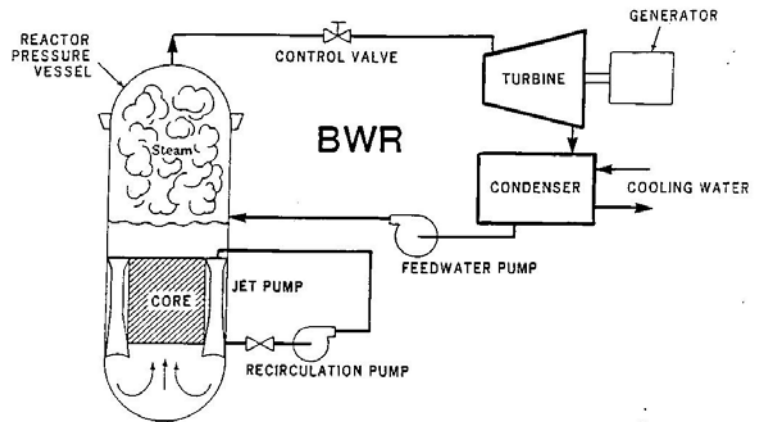 GENERATOR
REACTOR
PRESSURE
VESSEL
CONTROL VALVE
TURBINE
Steam
BWR
CONDENSER
COOLING WATER
FEEDWATER PUMP
JET PUMP
CORE
RECIRCULATION PUMP